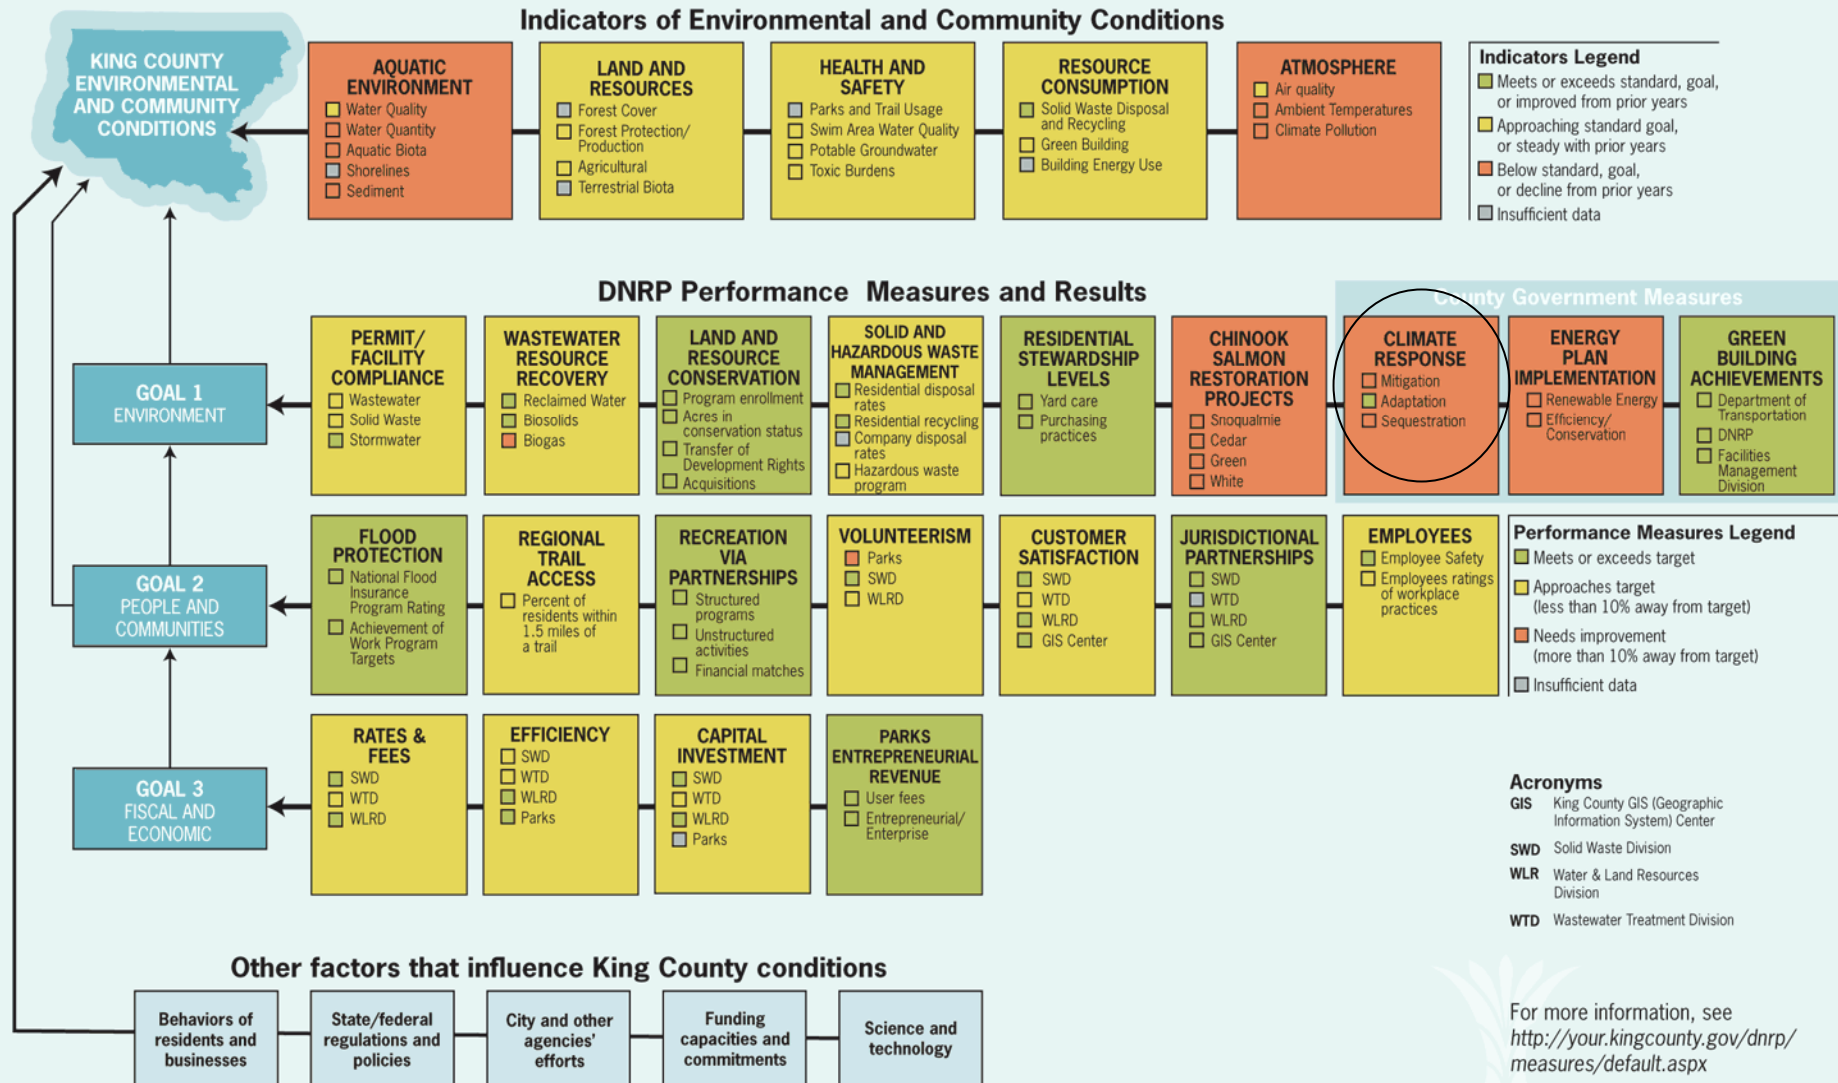 Indicators of Environmental and Community Conditions
KING COUNTY
ENVIRONMENTAL
AND COMMUNITY
CONDITIONS
AQUATIC
ENVIRONMENT
Water Quality
Water Quantity
Aquatic Biota
Shorelines
Sediment
LAND AND
RESOURCES
Forest Cover
Forest Protection/
Production
Agricultural
Terrestrial Biota
HEALTH AND
SAFETY
Parks and Trail Usage
Swim Area Water Quality
Potable Groundwater
Toxic Burdens
RESOURCE
CONSUMPTION
Solid Waste Disposal
and Recycling
Green Building
Building Energy Use
ATMOSPHERE
Air quality
Ambient Temperatures
Climate Pollution
Indicators Legend
Meets or exceeds standard, goal,
or improved from prior years
Approaching standard goal,
or steady with prior years
Below standard, goal,
or decline from prior years
Insufficient data
DNRP Performance Measures and Results
County Government Measures
GOAL 1
ENVIRONMENT
PERMIT/
FACILITY
COMPLIANCE
Wastewater
Solid Waste
Stormwater
WASTEWATER
RESOURCE
RECOVERY
Reclaimed Water
Biosolids
Biogas
LAND AND
RESOURCE
CONSERVATION
Program enrollment
Acres in
conservation status
Transfer of
Development Rights
Acquisitions
SOLID AND
HAZARDOUS WASTE
MANAGEMENT
Residential disposal
rates
Residential recycling
Company disposal
rates
Hazardous waste
program
RESIDENTIAL
STEWARDSHIP
LEVELS
Yard care
Purchasing
practices
CHINOOK
SALMON
RESTORATION
PROJECTS
Snoqualmie
Cedar
Green
White
CLIMATE
RESPONSE
Mitigation
Adaptation
Sequestration
ENERGY
PLAN
IMPLEMENTATION
Renewable Energy
Efficiency/
Conservation
GREEN
BUILDING
ACHIEVEMENTS
Department of
Transportation
DNRP
Facilities
Management
Division
GOAL 2
PEOPLE AND
COMMUNITIES
FLOOD
PROTECTION
National Flood
Insurance
Program Rating
Achievement of
Work Program
Targets
REGIONAL
TRAIL
ACCESS
Percent of
residents within
1.5 miles of
a trail
RECREATION
VIA
PARTNERSHIPS
Structured
programs
Unstructured
activities
Financial matches
VOLUNTEERISM
Parks
SWD
WLRD
CUSTOMER
SATISFACTION
SWD
WTD
WLRD
GIS Center
JURISDICTIONAL
PARTNERSHIPS
SWD
WTD
WLRD
GIS Center
EMPLOYEES
Employee Safety
Employees ratings
of workplace
practices
Performance Measures Legend
Meets or exceeds target
Approaches target
(less than 10% away from target)
Needs improvement
(more than 10% away from target)
Insufficient data
GOAL 3
FISCAL AND
ECONOMIC
RATES &
FEES
SWD
WTD
WLRD
EFFICIENCY
SWD
WTD
WLRD
Parks
CAPITAL
INVESTMENT
SWD
WTD
WLRD
Parks
PARKS
ENTREPRENEURIAL
REVENUE
User fees
Entrepreneurial/
Enterprise
Acronyms
GIS King County GIS (Geographic
Information System) Center
SWD Solid Waste Division
WLR Water & Land Resources
Division
WTD Wastewater Treatment Division
Other factors that influence King County conditions
Behaviors of
residents and
businesses
State/federal
regulations and
policies
City and other
agencies'
efforts
Funding
capacities and
commitments
Science and
technology
For more information, see
http://your.kingcounty.gov/dnrp/
measures/default.aspx